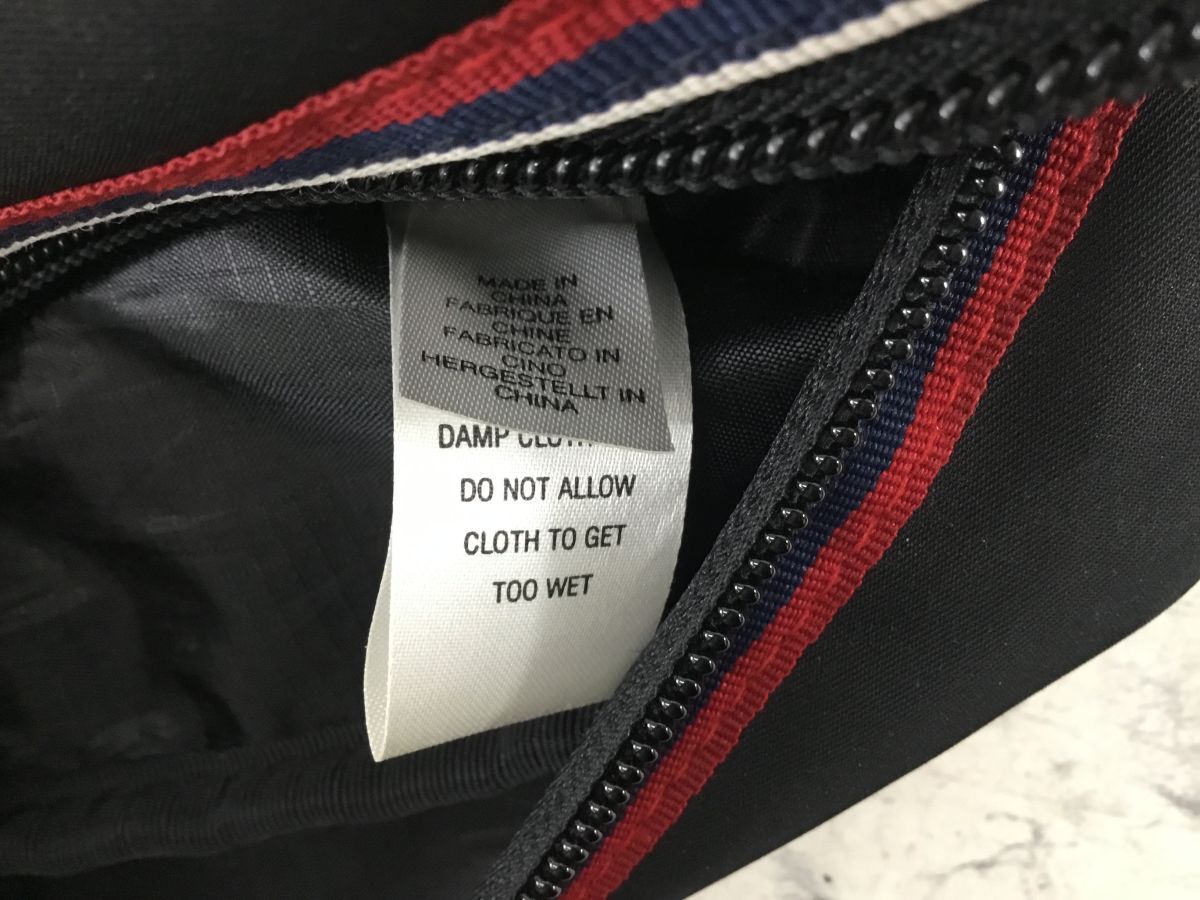 MADE IN
CHINA
FABRIQUE EN
CHINE
FABRICATO IN
CINO
HERGESTELLT IN
CHINA
DAMP
DO NOT ALLOW
CLOTH TO GET
TOO WET